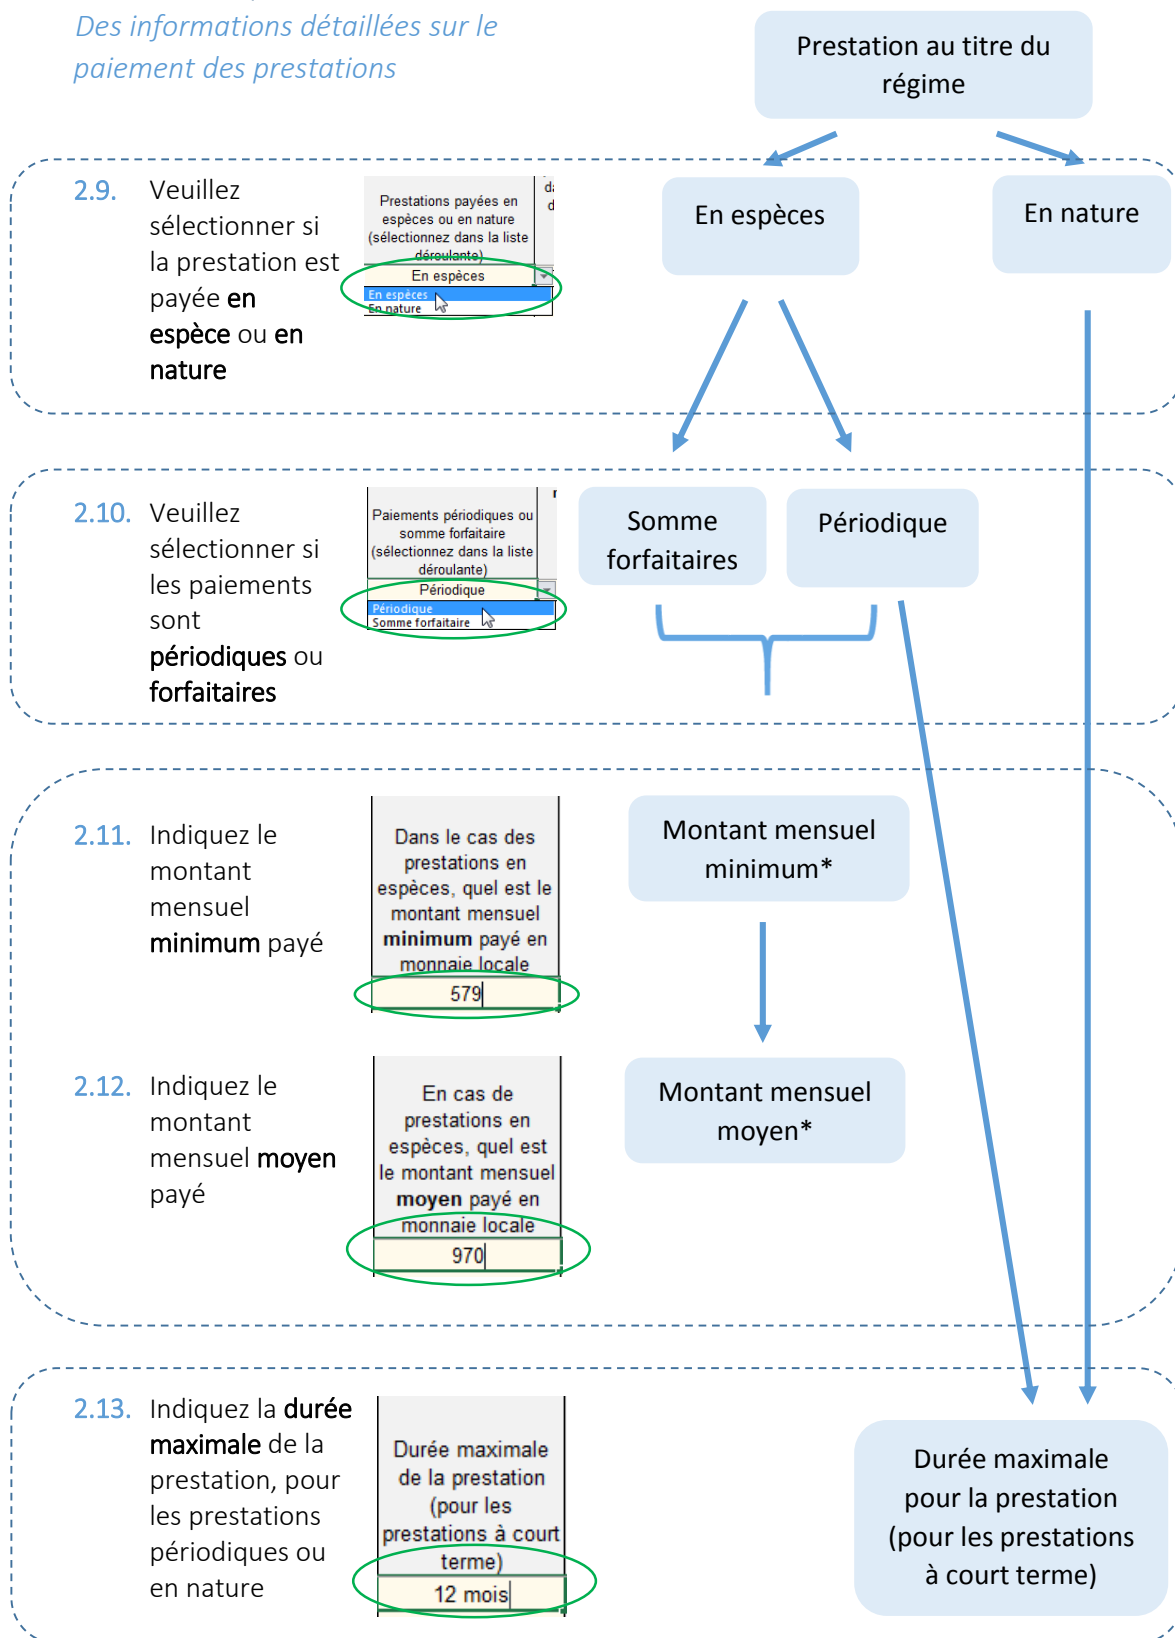 Des informations détaillées sur le
paiement des prestations
Prestation au titre du
régime
2.9. Veuillez
sélectionner si
la prestation est
payée en
espèce ou en
nature
Prestations payées en
espèces ou en nature
(sélectionnez dans la liste
déroulante)
En espèces
En espèces
En nature
En espèces
En nature
2.10. Veuillez
sélectionner si
les paiements
sont
périodiques ou
forfaitaires
Paiements périodiques ou
somme forfaitaire
(sélectionnez dans la liste
déroulante)
Périodique
Périodique
Somme forfaitaire
Somme
forfaitaires
Périodique
2.11. Indiquez le
montant
mensuel
minimum payé
Dans le cas des
prestations en
espèces, quel est le
montant mensuel
minimum payé en
monnaie locale
579
Montant mensuel
minimum*
2.12. Indiquez le
montant
mensuel moyen
payé
En cas de
prestations en
espèces, quel est
le montant mensuel
moyen payé en
monnaie locale
970
Montant mensuel
moyen*
2.13. Indiquez la durée
maximale de la
prestation, pour
les prestations
périodiques ou
en nature
Durée maximale
de la prestation
(pour les
prestations à court
terme)
12 mois
Durée maximale
pour la prestation
(pour les prestations
à court terme)